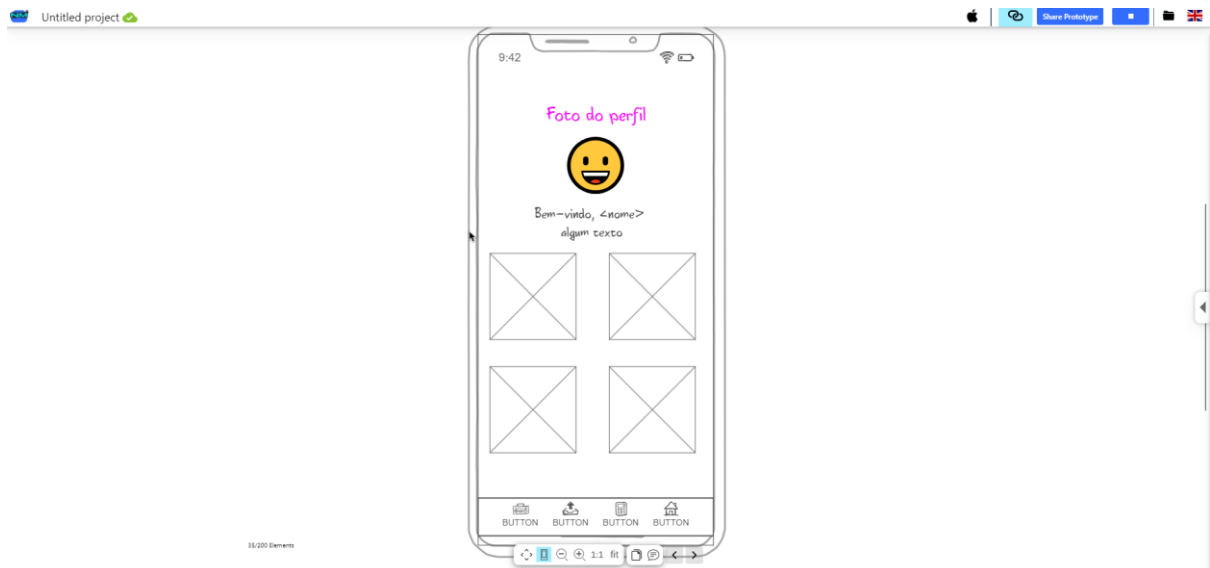 Untitled project
Share Prototype
9:42
Foto do perfil
Bem-vindo, <nome>
algum texto
BUTTON BUTTON BUTTON BUTTON
35/200 Elements
1:1 fit